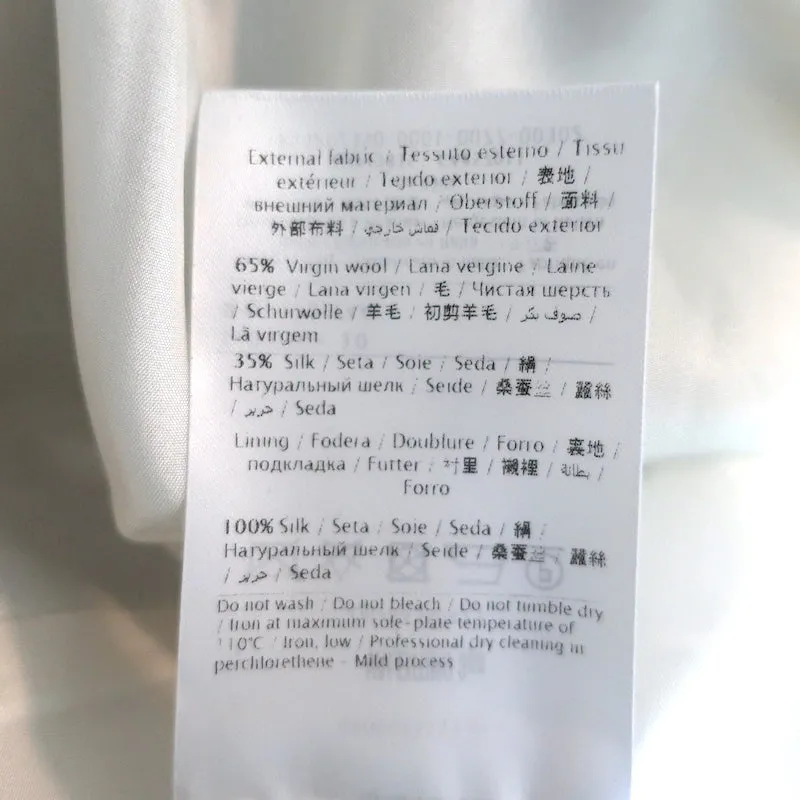 External fabric / Tessuto esterno / Tissu
extérieur / Tejido exterior / 表地 /
внешний материал / Oberstoff / 面料 /
外部布料 / قماش خارجي / Tecido exterior
65% Virgin wool / Lana vergine / Laine
vierge / Lana virgen / 毛 / Чистая шерсть
/ Schurwolle / 羊毛 / 初剪羊毛 / صوف بكر /
Lã virgem
35% Silk / Seta / Soie / Seda / 絹 /
Натуральный шелк / Seide / 桑蚕丝 / 蠶絲
/ حرير / Seda
Lining / Fodera / Doublure / Forro / 裏地 /
подкладка / Futter / 衬里 / 襯裡 / بطانة /
Forro
100% Silk / Seta / Soie / Seda / 絹 /
Натуральный шелк / Seide / 桑蚕丝 / 蠶絲
/ حرير / Seda
Do not wash / Do not bleach / Do not tumble dry
/ Iron at maximum sole-plate temperature of
110°C / Iron, low / Professional dry cleaning in
perchlorethene - Mild process